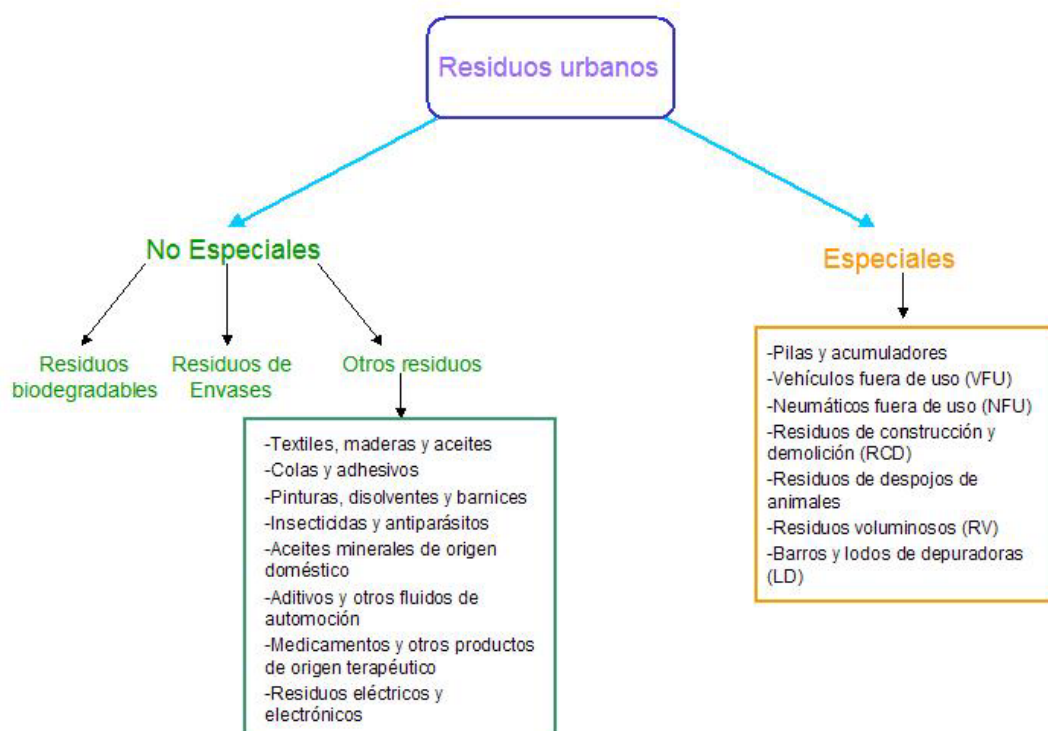 Residuos urbanos
No Especiales
Especiales
Residuos
biodegradables
Residuos de
Envases
Otros residuos
-Textiles, maderas y aceites
-Colas y adhesivos
-Pinturas, disolventes y barnices
-Insecticidas y antiparásitos
-Aceites minerales de origen
doméstico
-Aditivos y otros fluidos de
automoción
-Medicamentos y otros productos
de origen terapéutico
-Residuos eléctricos y
electrónicos
-Pilas y acumuladores
-Vehículos fuera de uso (VFU)
-Neumáticos fuera de uso (NFU)
-Residuos de construcción y
demolición (RCD)
-Residuos de despojos de
animales
-Residuos voluminosos (RV)
-Barros y lodos de depuradoras
(LD)